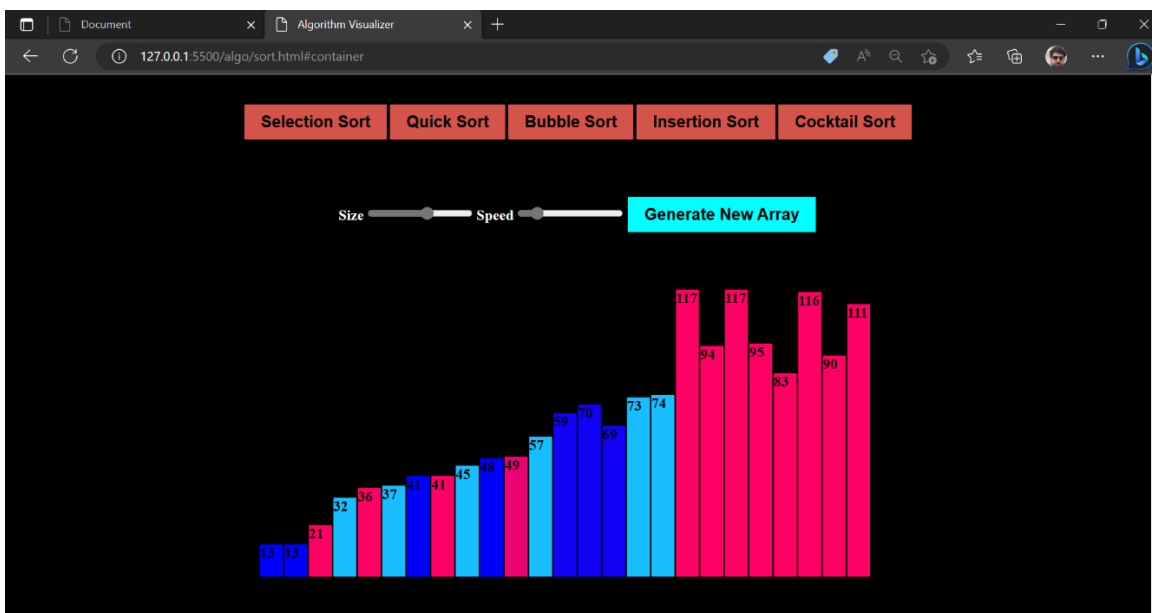 Document Algorithm Visualizer
127.0.0.1:5500/algo/sort.html#container
Selection Sort Quick Sort Bubble Sort Insertion Sort Cocktail Sort
Size Speed Generate New Array
13 13 21 32 36 37 41 41 45 48 49 57 59 70 69 73 74 117 94 117 95 83 116 90 111